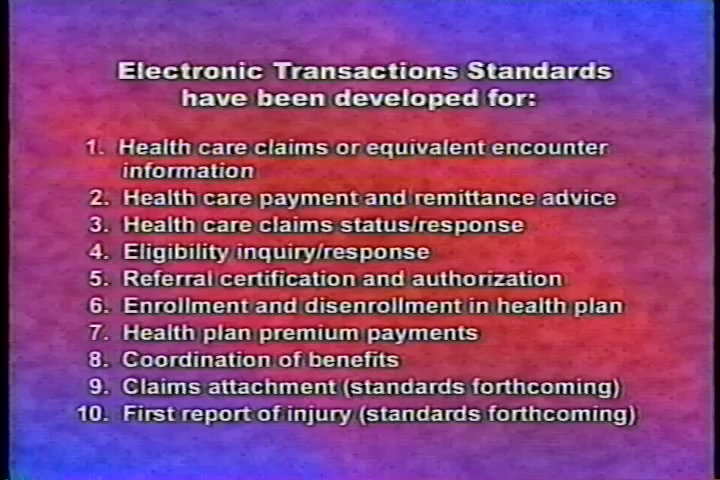 Electronic Transactions Standards
have been developed for:
1. Health care claims or equivalent encounter
information
2. Health care payment and remittance advice
3. Health care claims status/response
4. Eligibility inquiry/response
5. Referral certification and authorization
6. Enrollment and disenrollment in health plan
7. Health plan premium payments
8. Coordination of benefits
9. Claims attachment (standards forthcoming)
10. First report of injury (standards forthcoming)